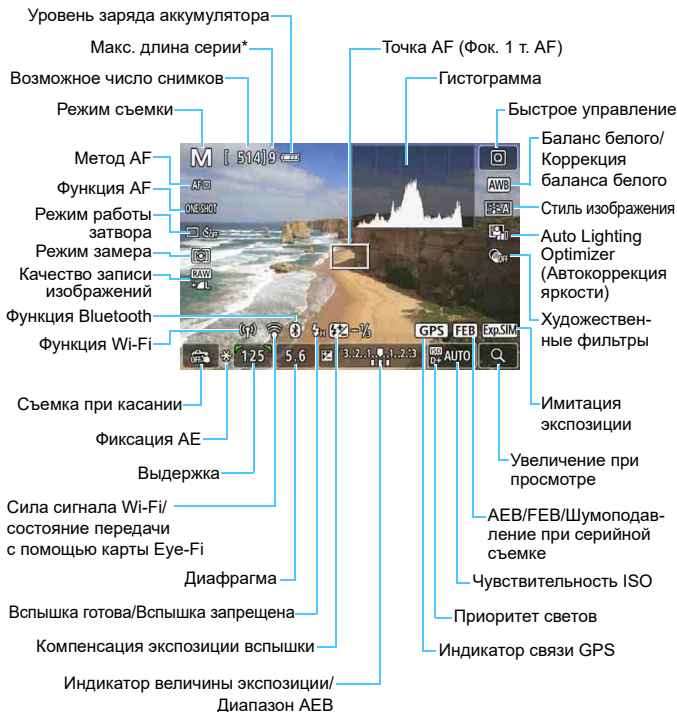 Уровень заряда аккумулятора
Макс. длина серии*
Возможное число снимков
Режим съемки
Метод AF
Функция AF
Режим работы
затвора
Режим замера
Качество записи
изображений
Функция Bluetooth
Функция Wi-Fi
Съемка при касании
Фиксация AE
Выдержка
Сила сигнала Wi-Fi/
состояние передачи
с помощью карты Eye-Fi
Диафрагма
Вспышка готова/Вспышка запрещена
Компенсация экспозиции вспышки
Индикатор величины экспозиции/
Диапазон AEB
Точка AF (Фок. 1 т. AF)
Гистограмма
Быстрое управление
Баланс белого/
Коррекция
баланса белого
Стиль изображения
Auto Lighting
Optimizer
(Автокоррекция
яркости)
Художествен-
ные фильтры
Имитация
экспозиции
Увеличение при
просмотре
AEB/FEB/Шумоподав-
ление при серийной
съемке
Чувствительность ISO
Приоритет светов
Индикатор связи GPS
M [ 514] 9
Q
AF
AWB
ONE SHOT
A
OFF
RAW
L
OFF
H
-1/3
GPS FEB Exp.SIM
OFF
* 125 5.6 3..2..1..1..2..3 ISO D+ AUTO